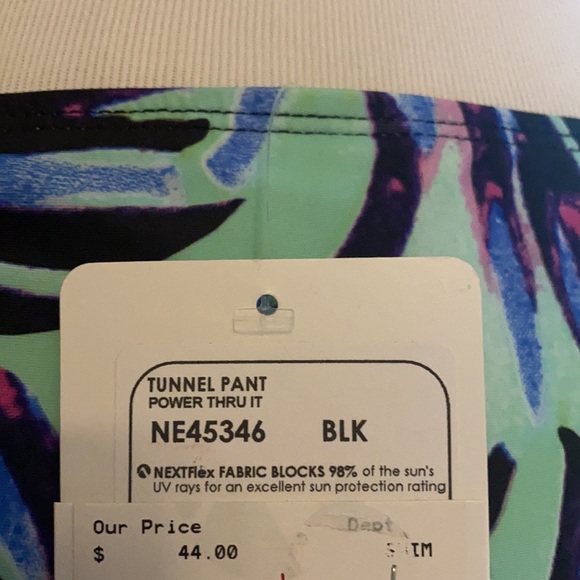 TUNNEL PANT
POWER THRU IT
NE45346 BLK
NEXTFlex FABRIC BLOCKS 98% of the sun's
UV rays for an excellent sun protection rating
Our Price Dept
$ 44.00